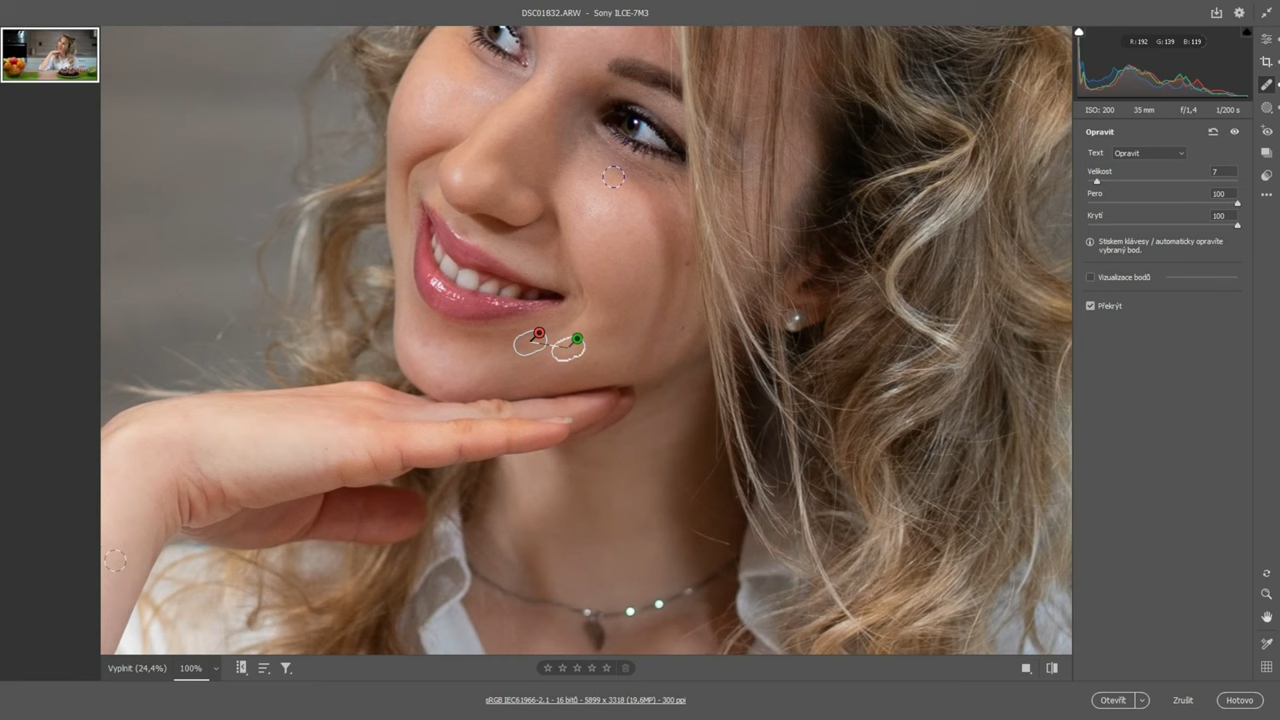 DSC01832.ARW - Sony ILCE-7M3
R: 192 G: 139 B: 119
ISO: 200 35 mm f/1,4 1/200 s
Opravit
Text Opravit
Velikost 7
Pero 100
Krytí 100
Stiskem klávesy / automaticky opravíte
vybraný bod.
Vizualizace bodů
Překrýt
Vyplnit (24,4%) 100%
sRGB IEC61966-2.1 - 16 bitů - 5899 x 3318 (19,6MP) - 300 ppi
Otevřít Zrušit Hotovo